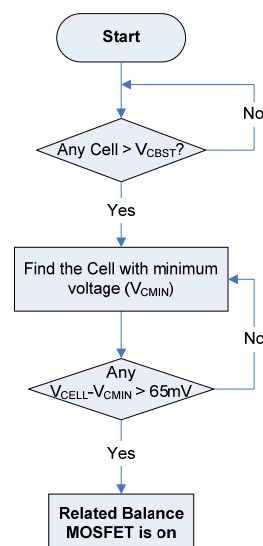 Start
No
Any Cell > VCBST?
Yes
Find the Cell with minimum
voltage (VCMIN)
No
Any
VCELL-VCMIN > 65mV
Yes
Related Balance
MOSFET is on